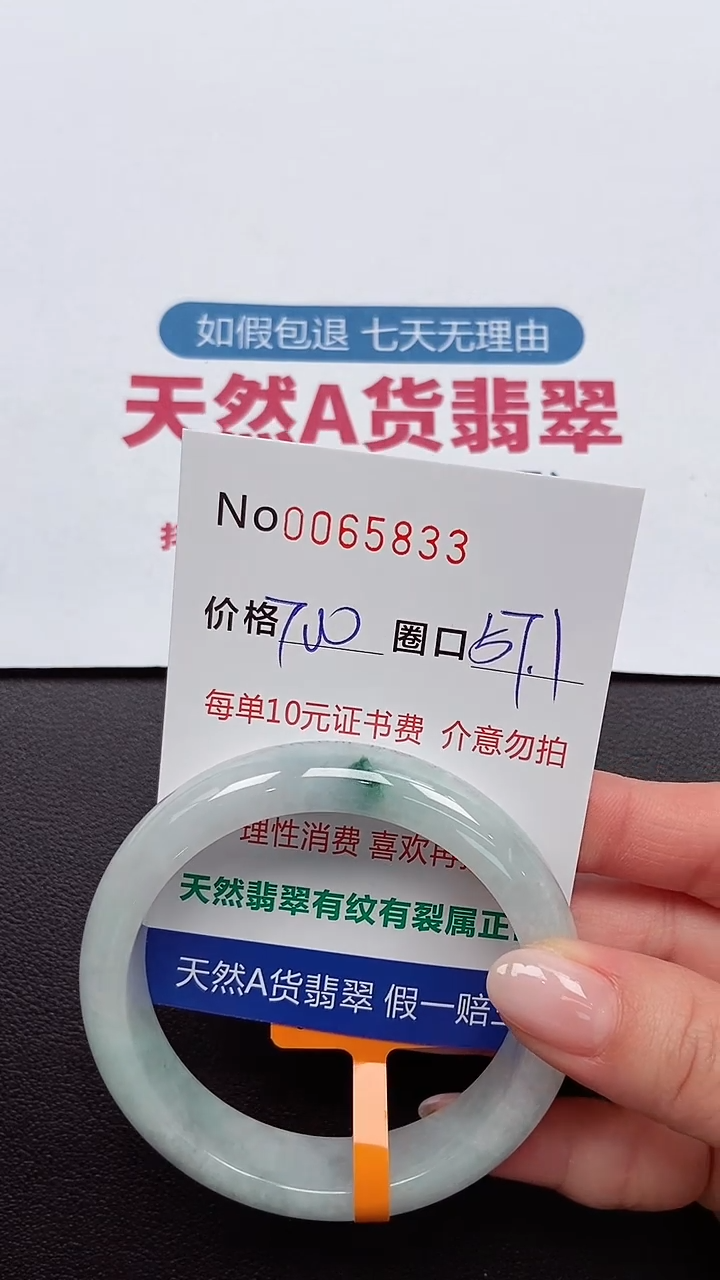 如假包退 七天无理由
天然A货翡翠
No0065833
价格700 圈口57.1
每单10元证书费 介意勿拍
理性消费 喜欢再
天然翡翠有纹有裂属正
天然A货翡翠 假一赔